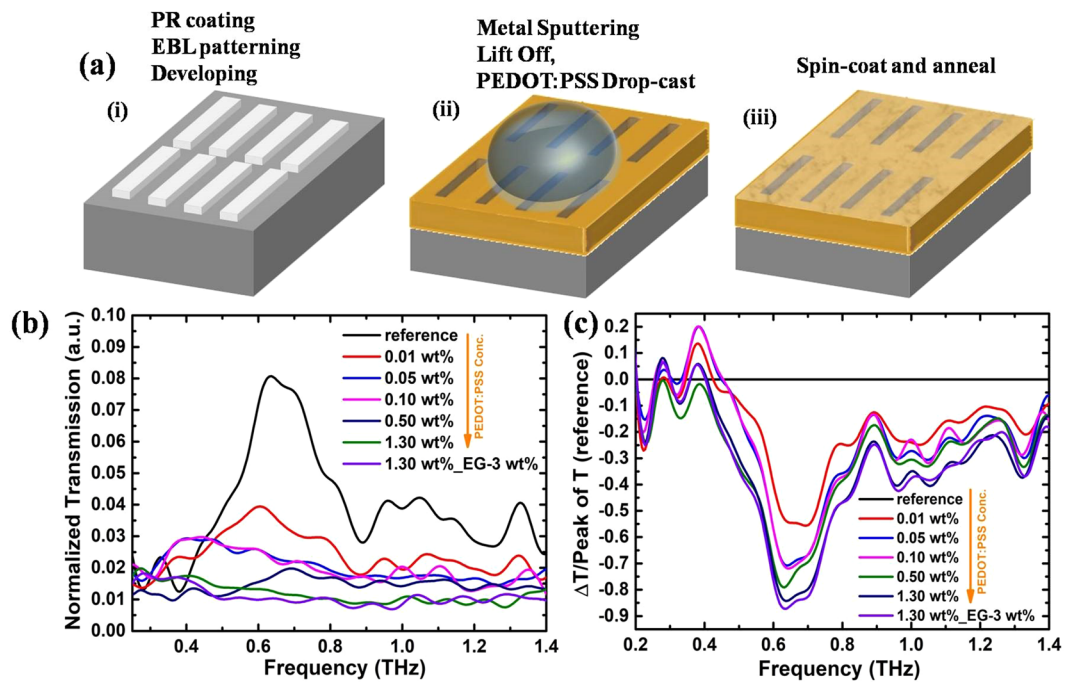 PR coating
EBL patterning
Developing
(a)
(i)
Metal Sputtering
Lift Off,
PEDOT:PSS Drop-cast
(ii)
Spin-coat and anneal
(iii)
(b)
0.10
0.09
0.08
0.07
0.06
0.05
0.04
0.03
0.02
0.01
0.00
Normalized Transmission (a.u.)
reference
0.01 wt%
0.05 wt%
0.10 wt%
0.50 wt%
1.30 wt%
1.30 wt%_EG-3 wt%
PEDOT:PSS Conc.
0.4 0.6 0.8 1.0 1.2 1.4
Frequency (THz)
(c)
0.2
0.1
0.0
-0.1
-0.2
-0.3
-0.4
-0.5
-0.6
-0.7
-0.8
-0.9
ΔT/Peak of T (reference)
reference
0.01 wt%
0.05 wt%
0.10 wt%
0.50 wt%
1.30 wt%
1.30 wt%_EG-3 wt%
PEDOT:PSS Conc.
0.2 0.4 0.6 0.8 1.0 1.2 1.4
Frequency (THz)